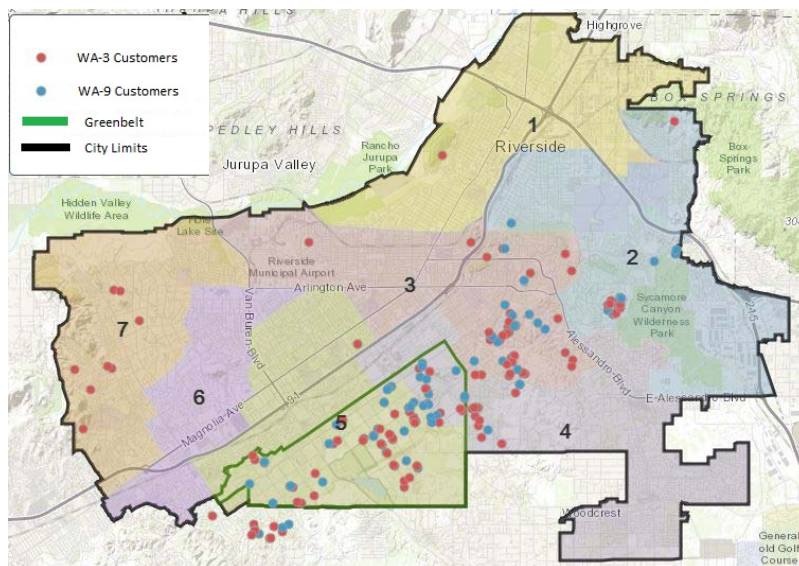 Highgrove
WA-3 Customers
WA-9 Customers
Greenbelt
City Limits
PEDLEY HILLS
BOX SPRINGS
1
Riverside
Jurupa Valley
Rancho
Jurupa
Park
Box
Springs
Park
Hidden Valley
Wildlife Area
Lake Site
2
3
Riverside
Municipal Airport
Arlington Ave
7
Van Buren Blvd
Sycamore
Canyon
Wilderness
Park
Alessandro Blvd
6
E-Alessandro-Blvd
Magnolia-Ave
91
5
4
Woodcrest
General
old Golf
Course